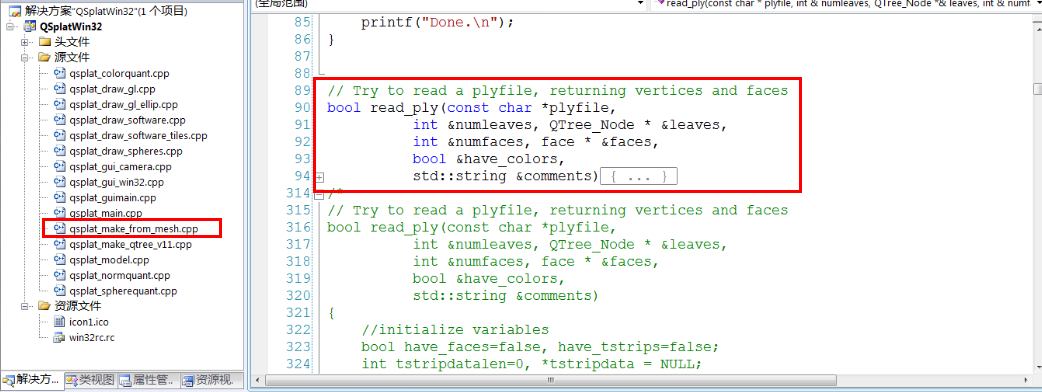 解决方案"QSplatWin32"(1 个项目)
QSplatWin32
头文件
源文件
qsplat_colorquant.cpp
qsplat_draw_gl.cpp
qsplat_draw_gl_ellip.cpp
qsplat_draw_software.cpp
qsplat_draw_software_tiles.cpp
qsplat_draw_spheres.cpp
qsplat_gui_camera.cpp
qsplat_gui_win32.cpp
qsplat_guimain.cpp
qsplat_main.cpp
qsplat_make_from_mesh.cpp
qsplat_make_qtree_v11.cpp
qsplat_model.cpp
qsplat_normquant.cpp
qsplat_spherequant.cpp
资源文件
icon1.ico
win32rc.rc
解决方... 类视图 属性管... 资源视...
(全局范围) read_ply(const char * plyfile, int & numleaves, QTree_Node *& leaves, int & numf
85 printf("Done.\n");
86 }
87
88
89 // Try to read a plyfile, returning vertices and faces
90 bool read_ply(const char *plyfile,
91 int &numleaves, QTree_Node * &leaves,
92 int &numfaces, face * &faces,
93 bool &have_colors,
94 std::string &comments){ ... }
314 /*
315 // Try to read a plyfile, returning vertices and faces
316 bool read_ply(const char *plyfile,
317 int &numleaves, QTree_Node * &leaves,
318 int &numfaces, face * &faces,
319 bool &have_colors,
320 std::string &comments)
321 {
322 //initialize variables
323 bool have_faces=false, have_tstrips=false;
324 int tstripdatalen=0, *tstripdata = NULL;